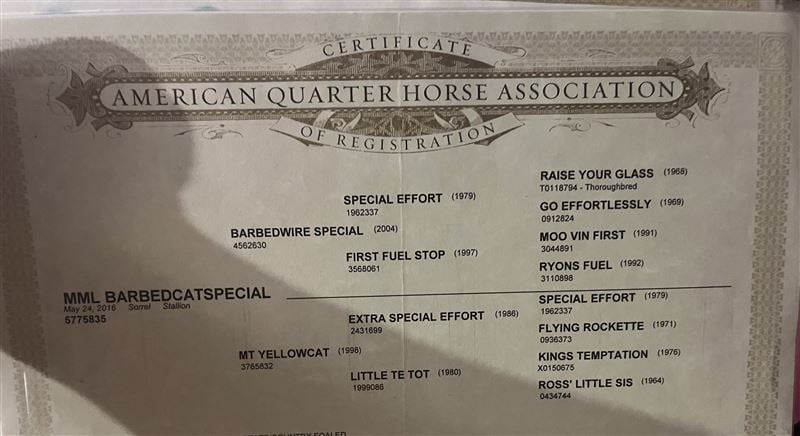 CERTIFICATE
AMERICAN QUARTER HORSE ASSOCIATION
OF REGISTRATION
RAISE YOUR GLASS (1968)
T0118794 - Thoroughbred
SPECIAL EFFORT (1979)
1962337
GO EFFORTLESSLY (1969)
0912824
BARBEDWIRE SPECIAL (2004)
4562630
MOO VIN FIRST (1991)
3044891
FIRST FUEL STOP (1997)
3568061
RYONS FUEL (1992)
3110898
MML BARBEDCATSPECIAL
May 24, 2016 Sorrel Stallion
5775835
SPECIAL EFFORT (1979)
1962337
EXTRA SPECIAL EFFORT (1986)
2431699
FLYING ROCKETTE (1971)
0936373
MT YELLOWCAT (1998)
3765832
KINGS TEMPTATION (1976)
X0150675
LITTLE TE TOT (1980)
1999086
ROSS' LITTLE SIS (1964)
0434744
FOALED